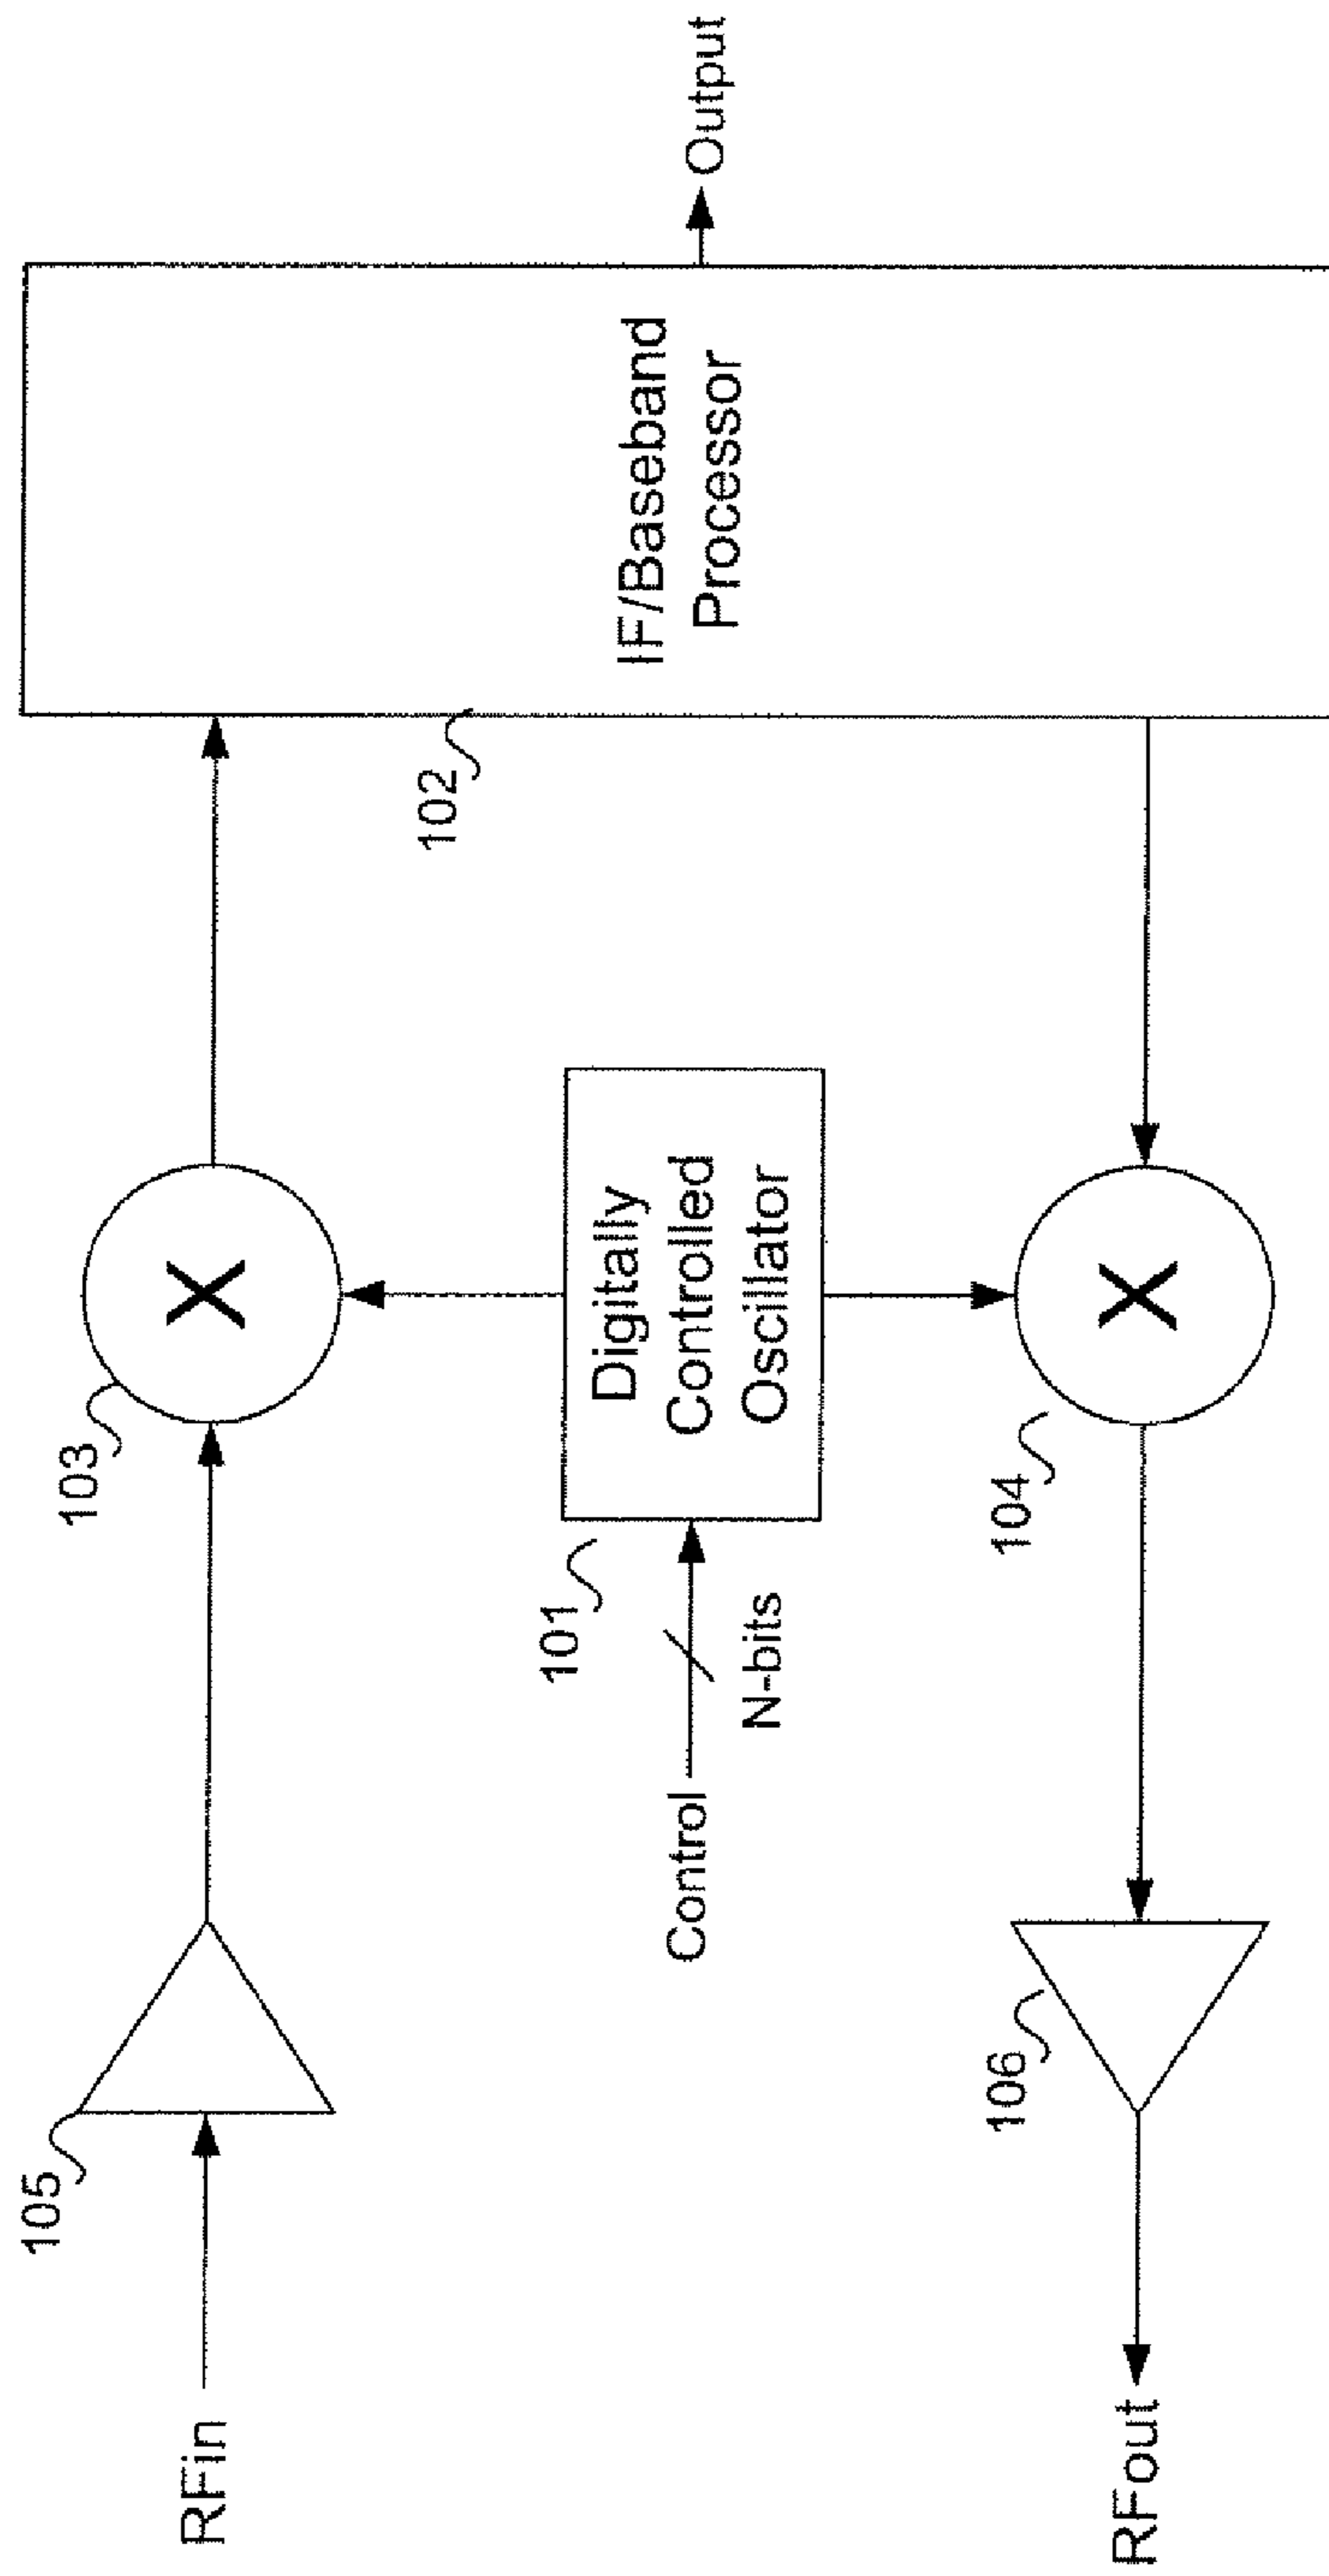 RFin
105
103
X
102
IF/Baseband
Processor
Output
Control
N-bits
101
Digitally
Controlled
Oscillator
RFout
106
104
X